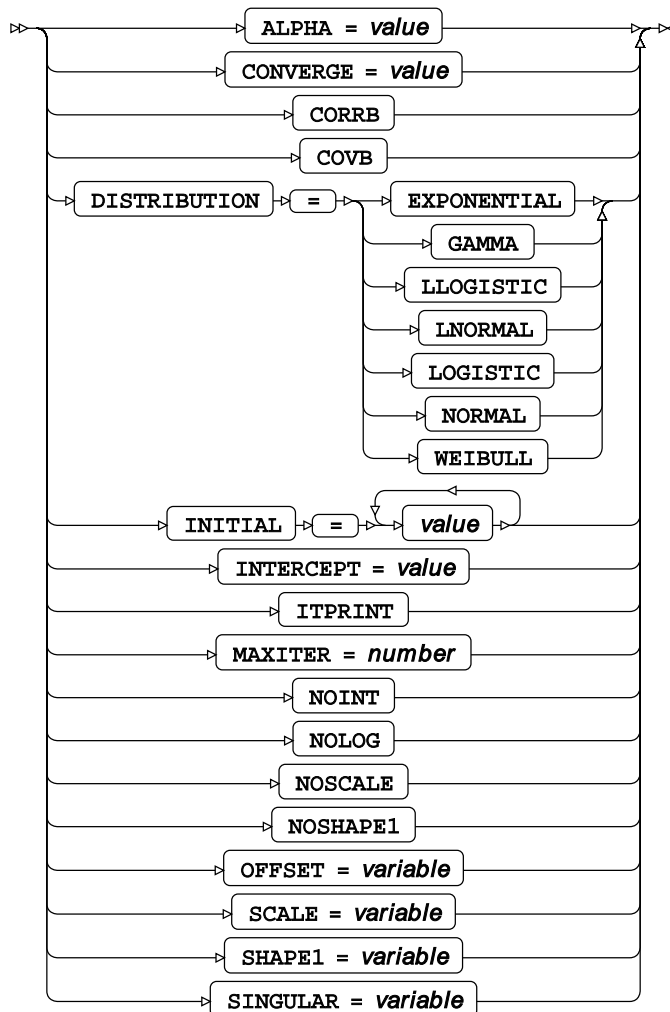 ALPHA = value
CONVERGE = value
CORRB
COVB
DISTRIBUTION = EXPONENTIAL
GAMMA
LLOGISTIC
LNORMAL
LOGISTIC
NORMAL
WEIBULL
INITIAL = value
INTERCEPT = value
ITPRINT
MAXITER = number
NOINT
NOLOG
NOSCALE
NOSHAPE1
OFFSET = variable
SCALE = variable
SHAPE1 = variable
SINGULAR = variable